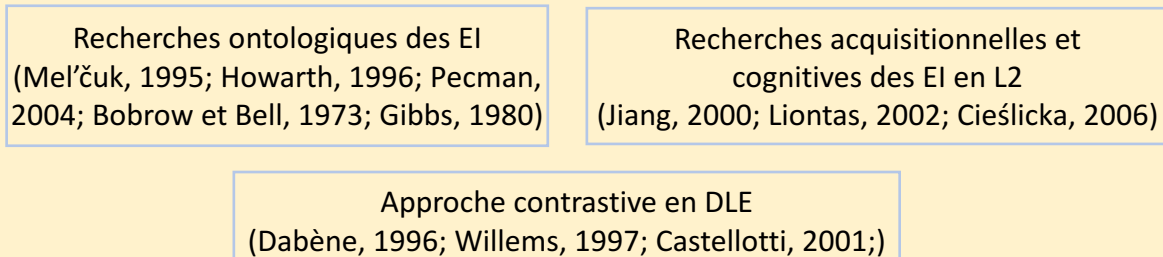 Recherches ontologiques des EI
(Mel’čuk, 1995; Howarth, 1996; Pecman,
2004; Bobrow et Bell, 1973; Gibbs, 1980)
Recherches acquisitionnelles et
cognitives des EI en L2
(Jiang, 2000; Liontas, 2002; Cieślicka, 2006)
Approche contrastive en DLE
(Dabène, 1996; Willems, 1997; Castellotti, 2001;)